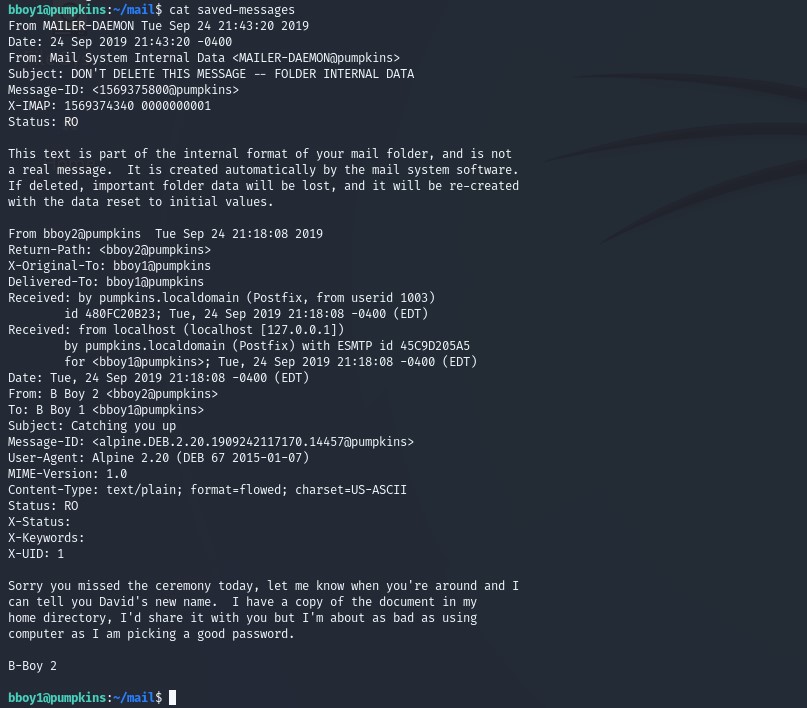 bboy1@pumpkins:~/mail$ cat saved-messages
From MAILER-DAEMON Tue Sep 24 21:43:20 2019
Date: 24 Sep 2019 21:43:20 -0400
From: Mail System Internal Data <MAILER-DAEMON@pumpkins>
Subject: DON'T DELETE THIS MESSAGE -- FOLDER INTERNAL DATA
Message-ID: <1569375800@pumpkins>
X-IMAP: 1569374340 0000000001
Status: RO

This text is part of the internal format of your mail folder, and is not
a real message.  It is created automatically by the mail system software.
If deleted, important folder data will be lost, and it will be re-created
with the data reset to initial values.

From bboy2@pumpkins  Tue Sep 24 21:18:08 2019
Return-Path: <bboy2@pumpkins>
X-Original-To: bboy1@pumpkins
Delivered-To: bboy1@pumpkins
Received: by pumpkins.localdomain (Postfix, from userid 1003)
        id 480FC20B23; Tue, 24 Sep 2019 21:18:08 -0400 (EDT)
Received: from localhost (localhost [127.0.0.1])
        by pumpkins.localdomain (Postfix) with ESMTP id 45C9D205A5
        for <bboy1@pumpkins>; Tue, 24 Sep 2019 21:18:08 -0400 (EDT)
Date: Tue, 24 Sep 2019 21:18:08 -0400 (EDT)
From: B Boy 2 <bboy2@pumpkins>
To: B Boy 1 <bboy1@pumpkins>
Subject: Catching you up
Message-ID: <alpine.DEB.2.20.1909242117170.14457@pumpkins>
User-Agent: Alpine 2.20 (DEB 67 2015-01-07)
MIME-Version: 1.0
Content-Type: text/plain; format=flowed; charset=US-ASCII
Status: RO
X-Status:
X-Keywords:
X-UID: 1

Sorry you missed the ceremony today, let me know when you're around and I
can tell you David's new name.  I have a copy of the document in my
home directory, I'd share it with you but I'm about as bad as using
computer as I am picking a good password.

B-Boy 2

bboy1@pumpkins:~/mail$